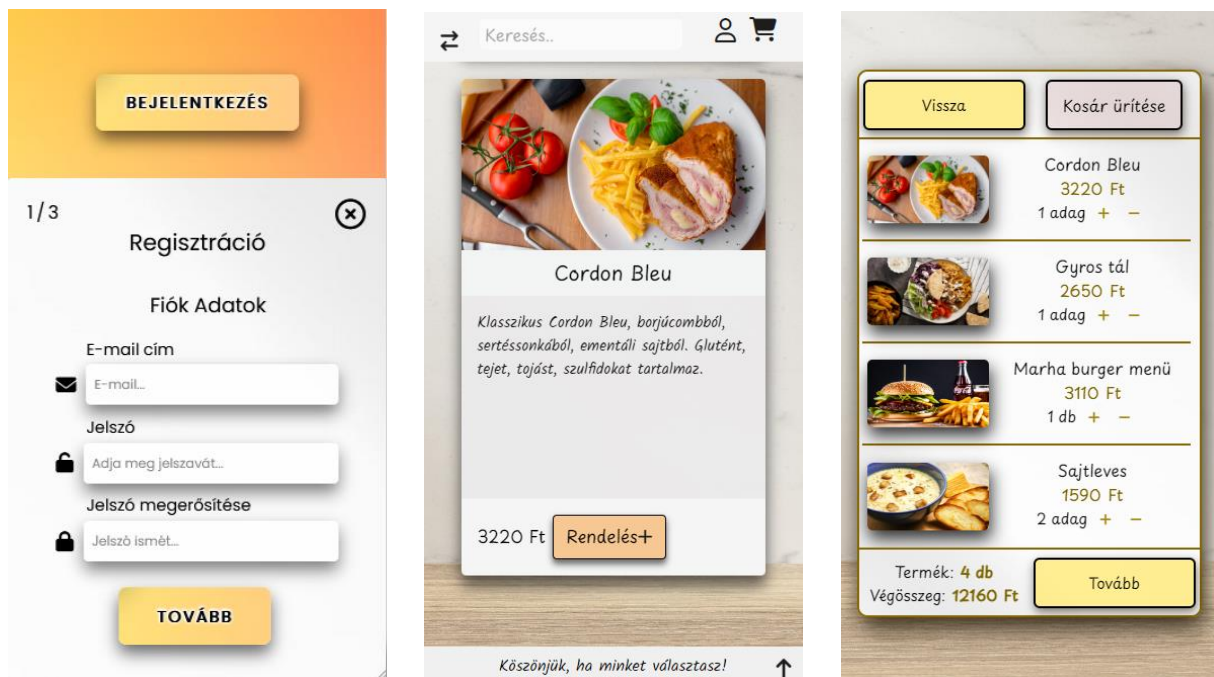 BEJELENTKEZÉS
1/3
Regisztráció
Fiók Adatok
E-mail cím
E-mail...
Jelszó
Adja meg jelszavát...
Jelszó megerősítése
Jelszó ismét...
TOVÁBB
Keresés..
Cordon Bleu
Klasszikus Cordon Bleu, borjúcombból,
sertéssonkából, ementáli sajtból. Glutént,
tejet, tojást, szulfidokat tartalmaz.
3220 Ft Rendelés+
Köszönjük, ha minket választasz!
Vissza Kosár ürítése
Cordon Bleu
3220 Ft
1 adag + −
Gyros tál
2650 Ft
1 adag + −
Marha burger menü
3110 Ft
1 db + −
Sajtleves
1590 Ft
2 adag + −
Termék: 4 db
Végösszeg: 12160 Ft
Tovább